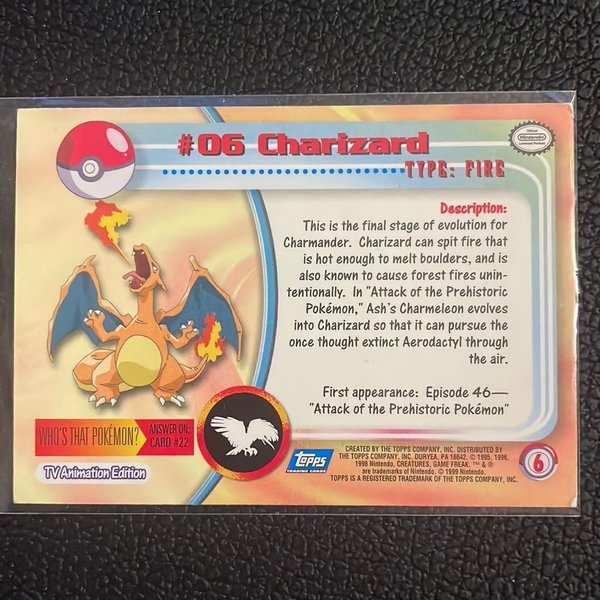 #06 Charizard
TYPE: FIRE
Official
Nintendo
Licensed Product
Description:
This is the final stage of evolution for
Charmander. Charizard can spit fire that
is hot enough to melt boulders, and is
also known to cause forest fires unin-
tentionally. In "Attack of the Prehistoric
Pokémon," Ash's Charmeleon evolves
into Charizard so that it can pursue the
once thought extinct Aerodactyl through
the air.
First appearance: Episode 46—
"Attack of the Prehistoric Pokémon"
WHO'S THAT POKÉMON?
ANSWER ON:
CARD #22
TV Animation Edition
topps
TRADING CARDS
CREATED BY THE TOPPS COMPANY, INC. DISTRIBUTED BY
THE TOPPS COMPANY, INC. DURYEA, PA 18642. © 1995, 1996,
1998 Nintendo, CREATURES, GAME FREAK, ™ & ®
are trademarks of Nintendo. © 1999 Nintendo.
TOPPS IS A REGISTERED TRADEMARK OF THE TOPPS COMPANY, INC.
6